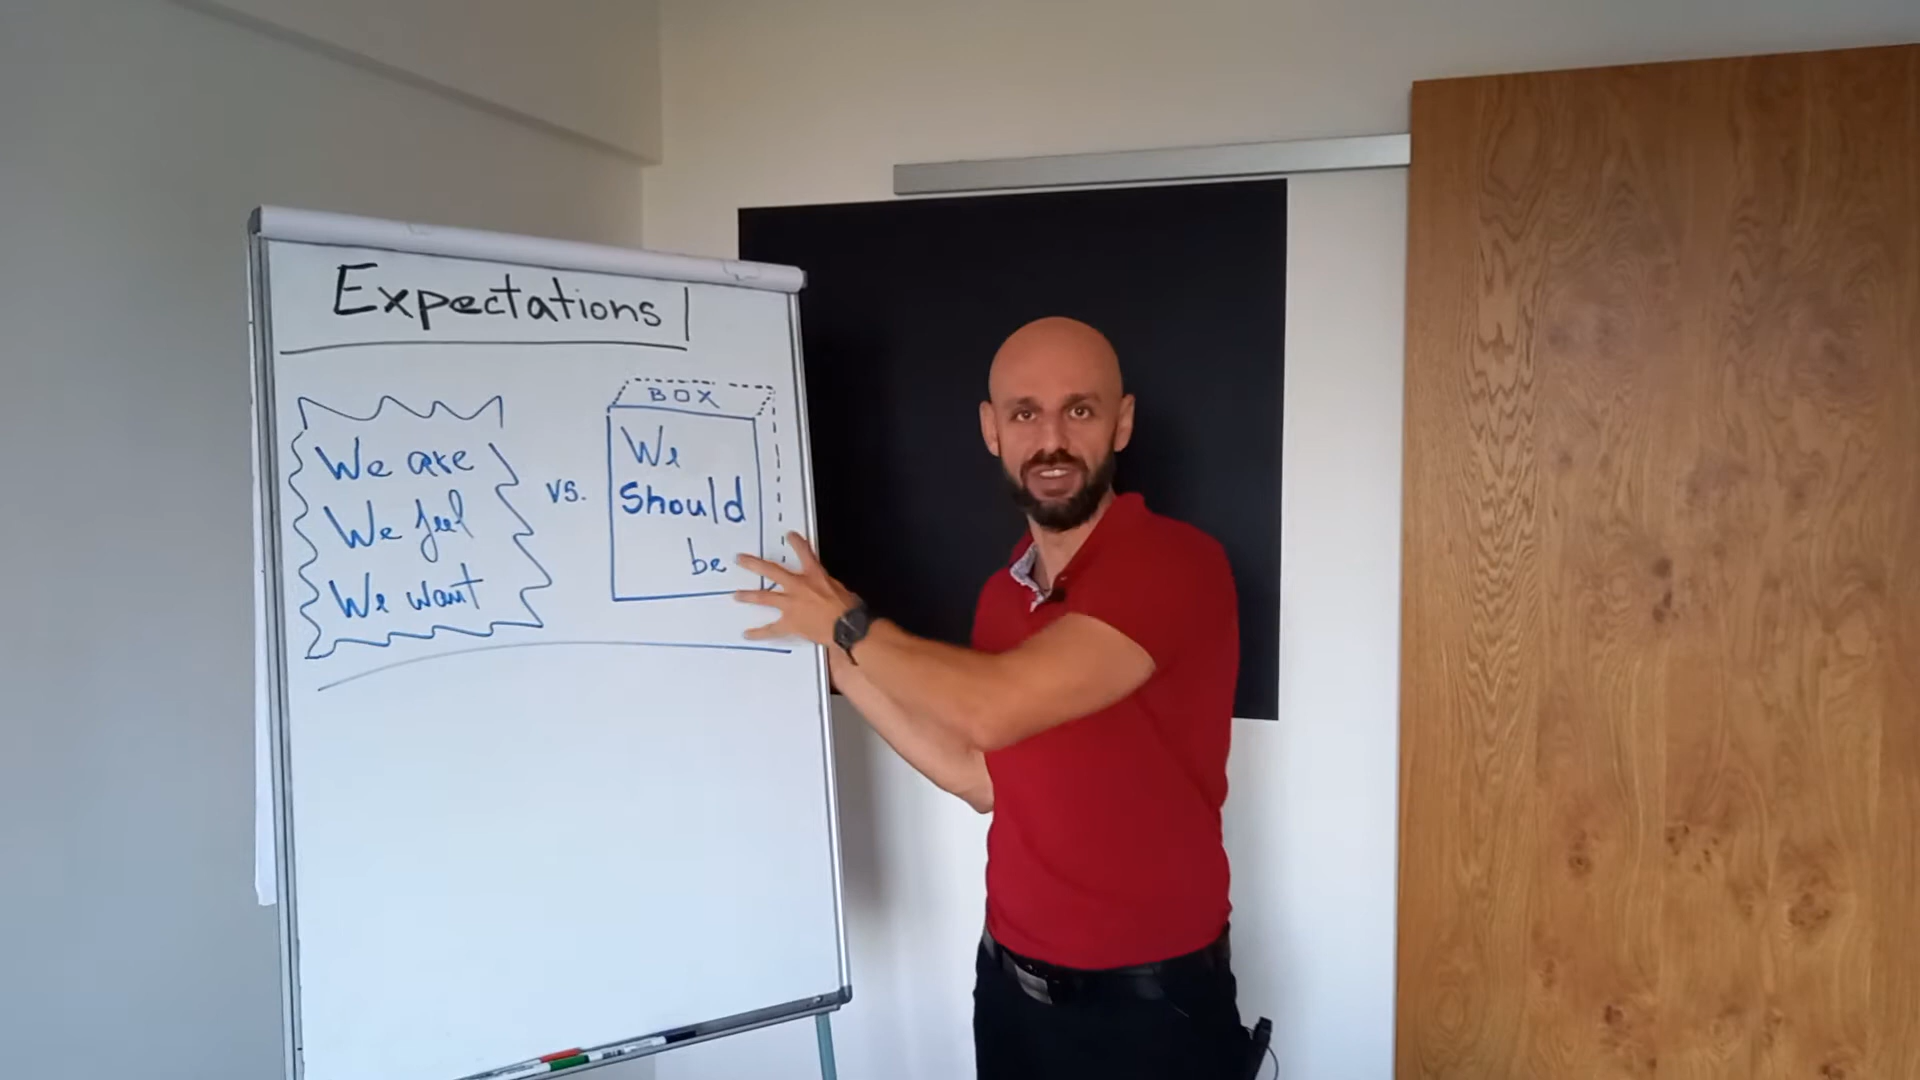 Expectations
We are
We feel
We want
vs.
BOX
We
Should
be